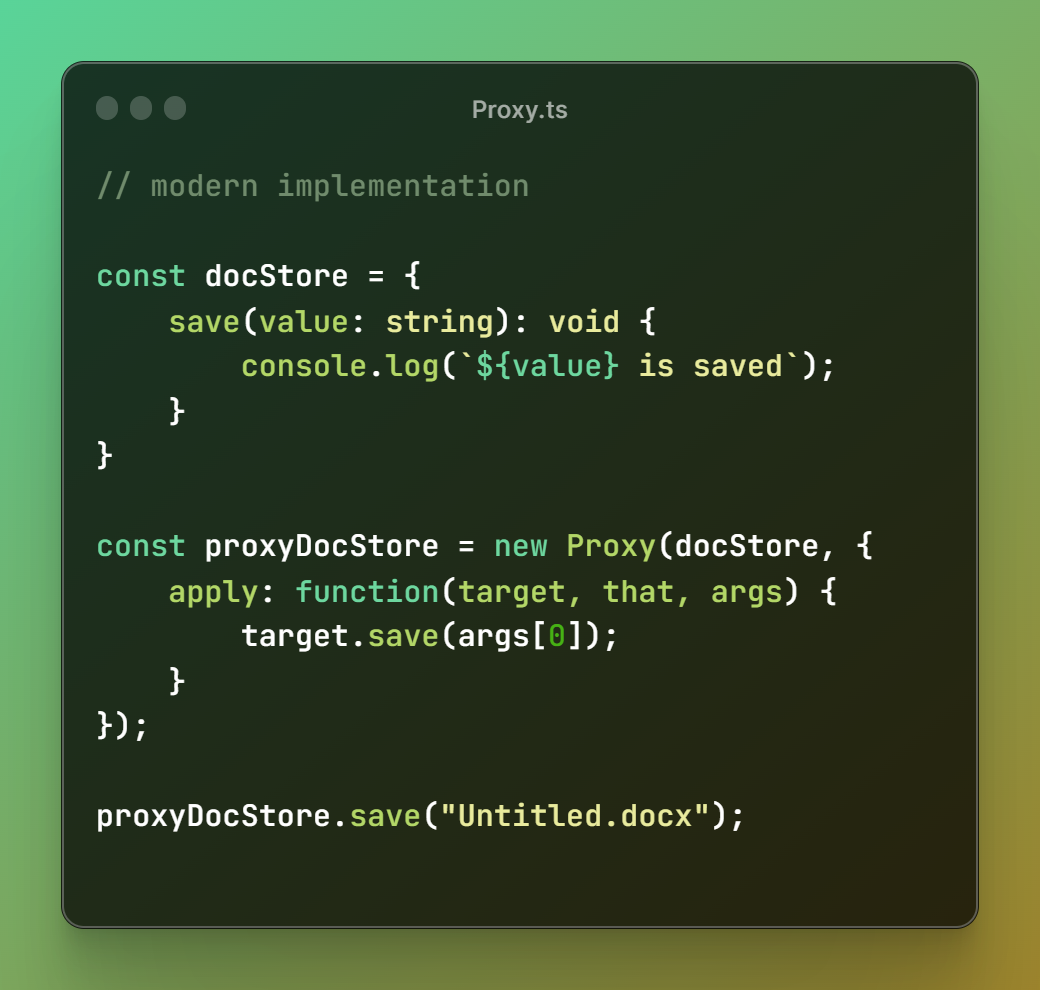 Proxy.ts
// modern implementation
const docStore = {
    save(value: string): void {
        console.log(`${value} is saved`);
    }
}
const proxyDocStore = new Proxy(docStore, {
    apply: function(target, that, args) {
        target.save(args[0]);
    }
});
proxyDocStore.save("Untitled.docx");